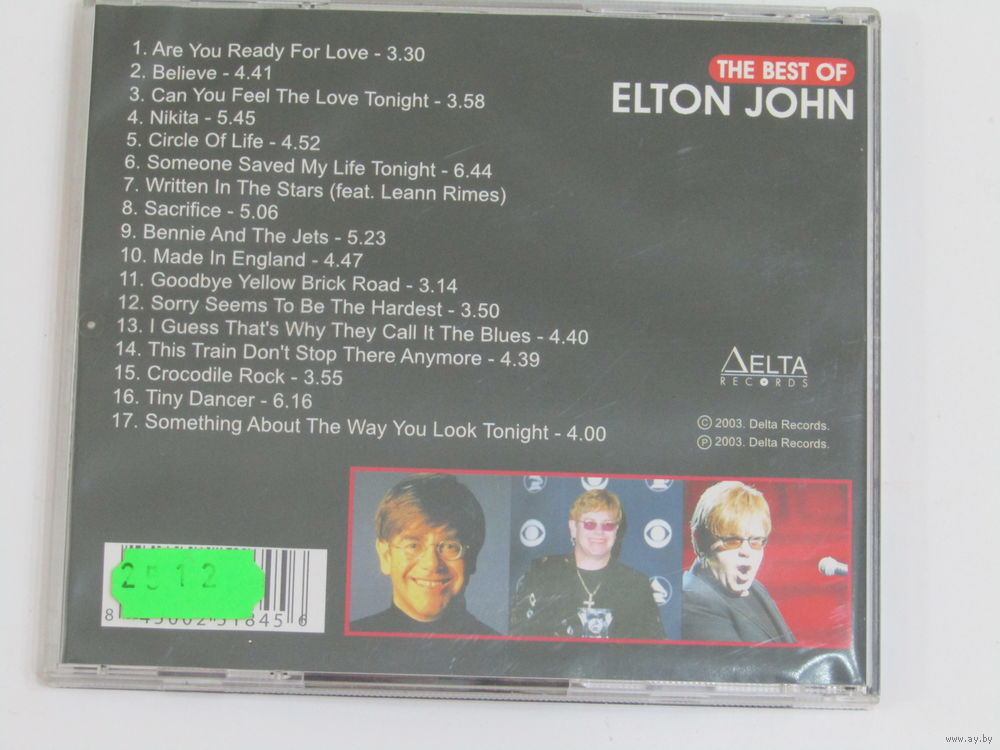 1. Are You Ready For Love - 3.30
2. Believe - 4.41
3. Can You Feel The Love Tonight - 3.58
4. Nikita - 5.45
5. Circle Of Life - 4.52
6. Someone Saved My Life Tonight - 6.44
7. Written In The Stars (feat. Leann Rimes)
8. Sacrifice - 5.06
9. Bennie And The Jets - 5.23
10. Made In England - 4.47
11. Goodbye Yellow Brick Road - 3.14
12. Sorry Seems To Be The Hardest - 3.50
13. I Guess That's Why They Call It The Blues - 4.40
14. This Train Don't Stop There Anymore - 4.39
15. Crocodile Rock - 3.55
16. Tiny Dancer - 6.16
17. Something About The Way You Look Tonight - 4.00
THE BEST OF
ELTON JOHN
ΔELTA
RECORDS
© 2003. Delta Records.
℗ 2003. Delta Records.
www.ay.by